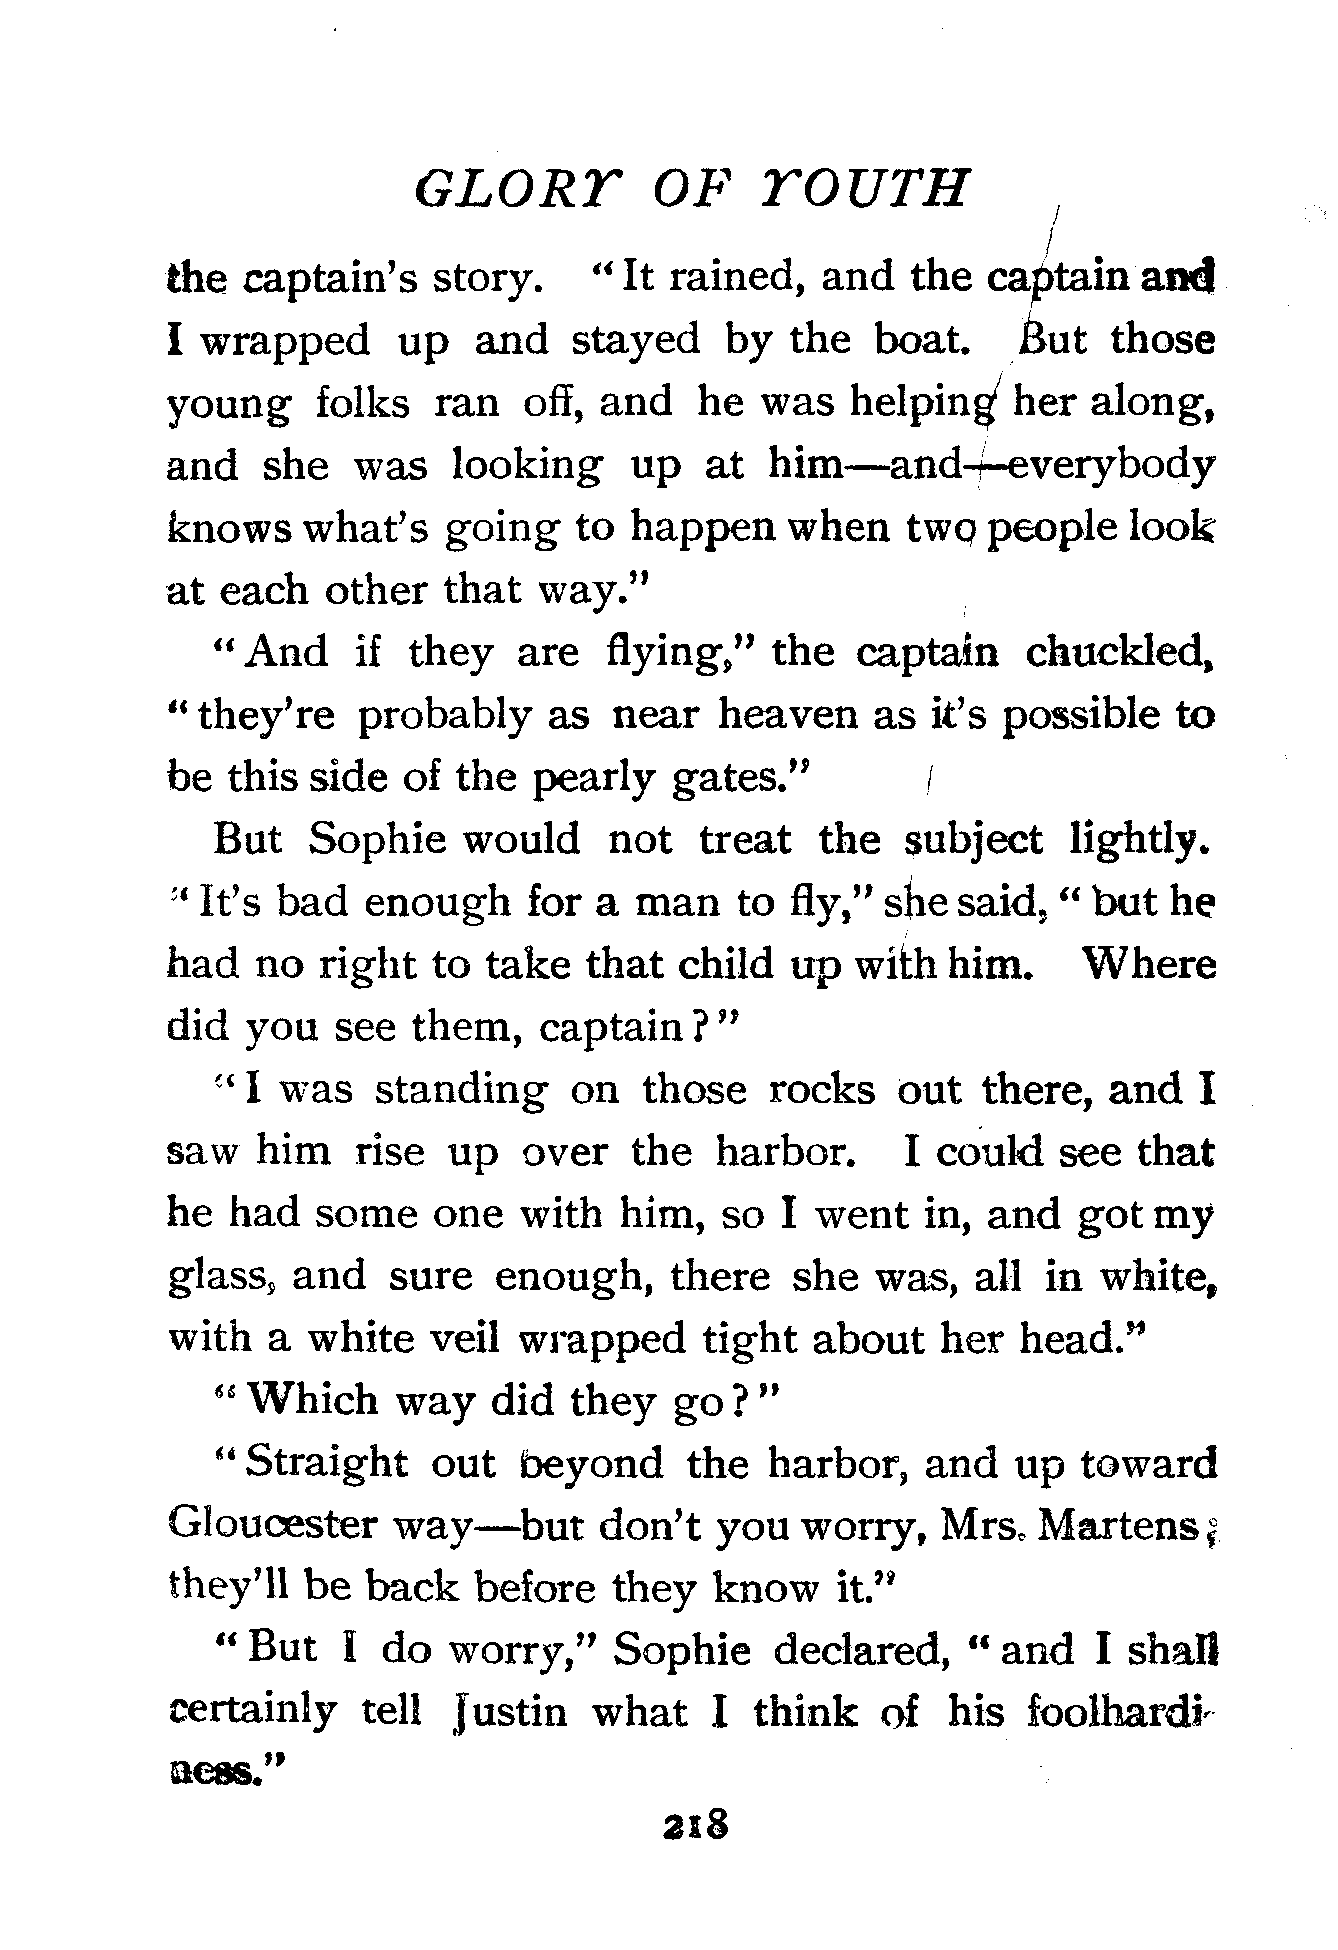 GLORY OF YOUTH
the captain's story. "It rained, and the captain and
I wrapped up and stayed by the boat. But those
young folks ran off, and he was helping her along,
and she was looking up at him—and—everybody
knows what's going to happen when two people look
at each other that way."
"And if they are flying," the captain chuckled,
"they're probably as near heaven as it's possible to
be this side of the pearly gates."
But Sophie would not treat the subject lightly.
"It's bad enough for a man to fly," she said, "but he
had no right to take that child up with him. Where
did you see them, captain?"
"I was standing on those rocks out there, and I
saw him rise up over the harbor. I could see that
he had some one with him, so I went in, and got my
glass, and sure enough, there she was, all in white,
with a white veil wrapped tight about her head."
"Which way did they go?"
"Straight out beyond the harbor, and up toward
Gloucester way—but don't you worry, Mrs. Martens;
they'll be back before they know it."
"But I do worry," Sophie declared, "and I shall
certainly tell Justin what I think of his foolhardi-
ness."
218